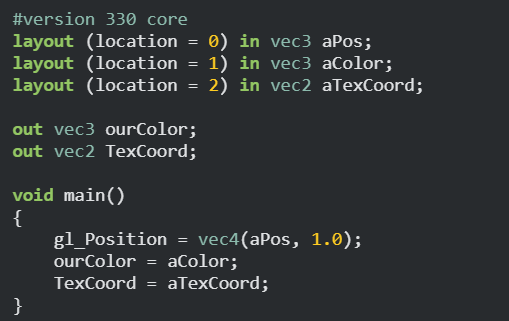 #version 330 core
layout (location = 0) in vec3 aPos;
layout (location = 1) in vec3 aColor;
layout (location = 2) in vec2 aTexCoord;

out vec3 ourColor;
out vec2 TexCoord;

void main()
{
    gl_Position = vec4(aPos, 1.0);
    ourColor = aColor;
    TexCoord = aTexCoord;
}